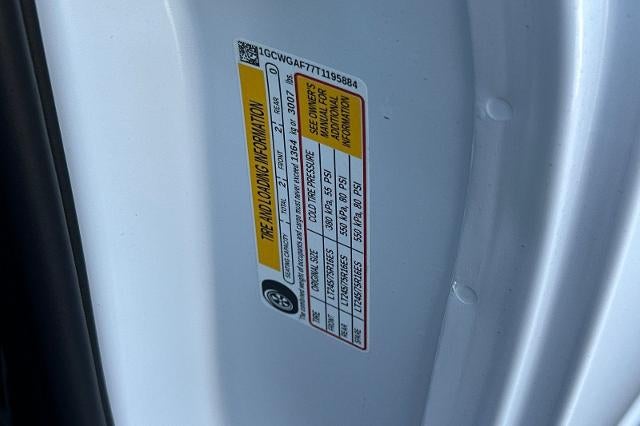 1GCWGAF77T1195884
TIRE AND LOADING INFORMATION
SEATING CAPACITY TOTAL 2 FRONT 2 REAR 0
The combined weight of occupants and cargo must never exceed 1364 kg or 3007 lbs.
TIRE ORIGINAL SIZE COLD TIRE PRESSURE
FRONT LT245/75R16ES 380 kPa, 55 PSI
REAR LT245/75R16ES 550 kPa, 80 PSI
SPARE LT245/75R16ES 550 kPa, 80 PSI
SEE OWNER'S
MANUAL FOR
ADDITIONAL
INFORMATION